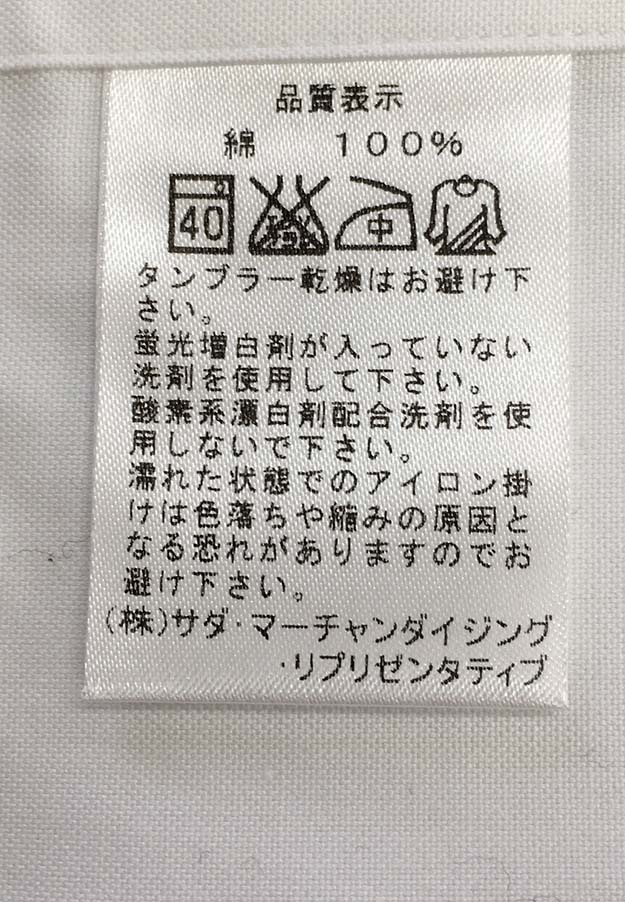 品質表示
綿 100%
40 エンソサラシ 中
タンブラー乾燥はお避け下
さい。
蛍光増白剤が入っていない
洗剤を使用して下さい。
酸素系漂白剤配合洗剤を使
用しないで下さい。
濡れた状態でのアイロン掛
けは色落ちや縮みの原因と
なる恐れがありますのでお
避け下さい。
(株)サダ・マーチャンダイジング
・リプリゼンタティブ